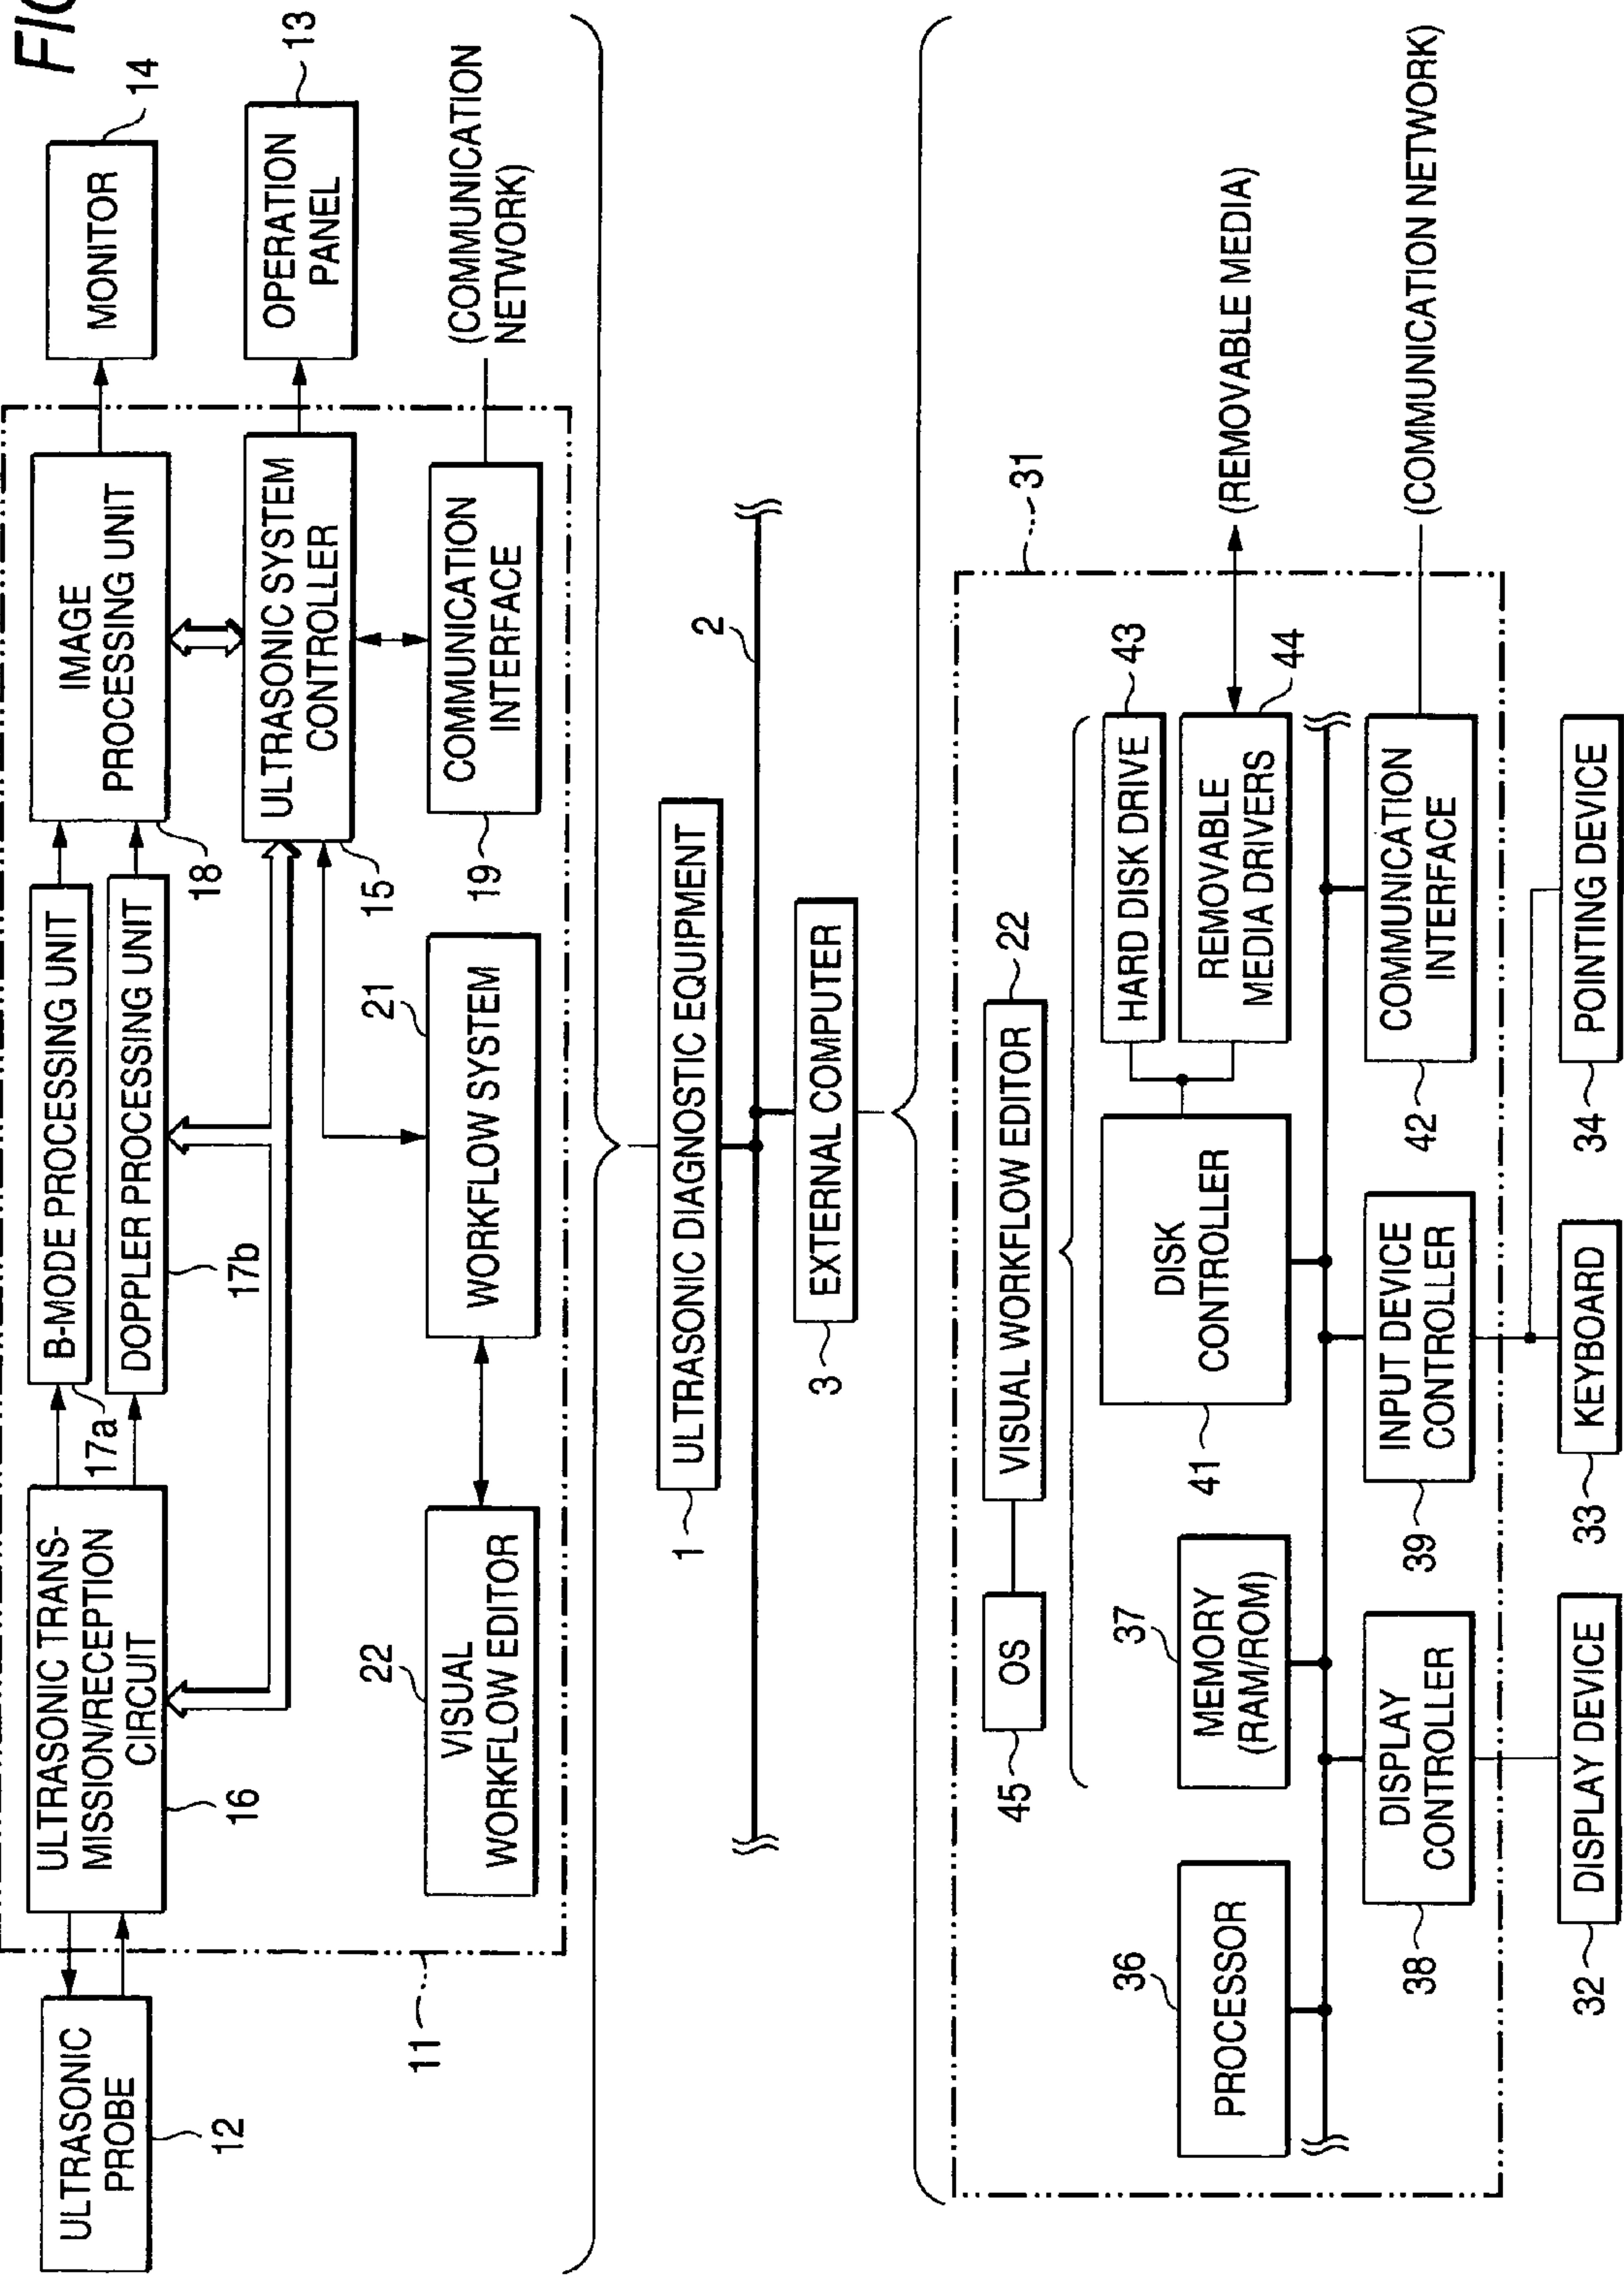 FIG
ULTRASONIC
PROBE
12
11
ULTRASONIC TRANS-
MISSION/RECEPTION
CIRCUIT
16
B-MODE PROCESSING UNIT
17a
DOPPLER PROCESSING UNIT
17b
IMAGE
PROCESSING UNIT
18
MONITOR
14
ULTRASONIC SYSTEM
CONTROLLER
15
OPERATION
PANEL
13
VISUAL
WORKFLOW EDITOR
22
WORKFLOW SYSTEM
21
COMMUNICATION
INTERFACE
19
(COMMUNICATION
NETWORK)
1
ULTRASONIC DIAGNOSTIC EQUIPMENT
2
3
EXTERNAL COMPUTER
31
45
OS
VISUAL WORKFLOW EDITOR
22
36
PROCESSOR
37
MEMORY
(RAM/ROM)
41
DISK
CONTROLLER
HARD DISK DRIVE
43
REMOVABLE
MEDIA DRIVERS
44
(REMOVABLE MEDIA)
38
DISPLAY
CONTROLLER
39
INPUT DEVICE
CONTROLLER
42
COMMUNICATION
INTERFACE
(COMMUNICATION NETWORK)
32
DISPLAY DEVICE
33
KEYBOARD
34
POINTING DEVICE